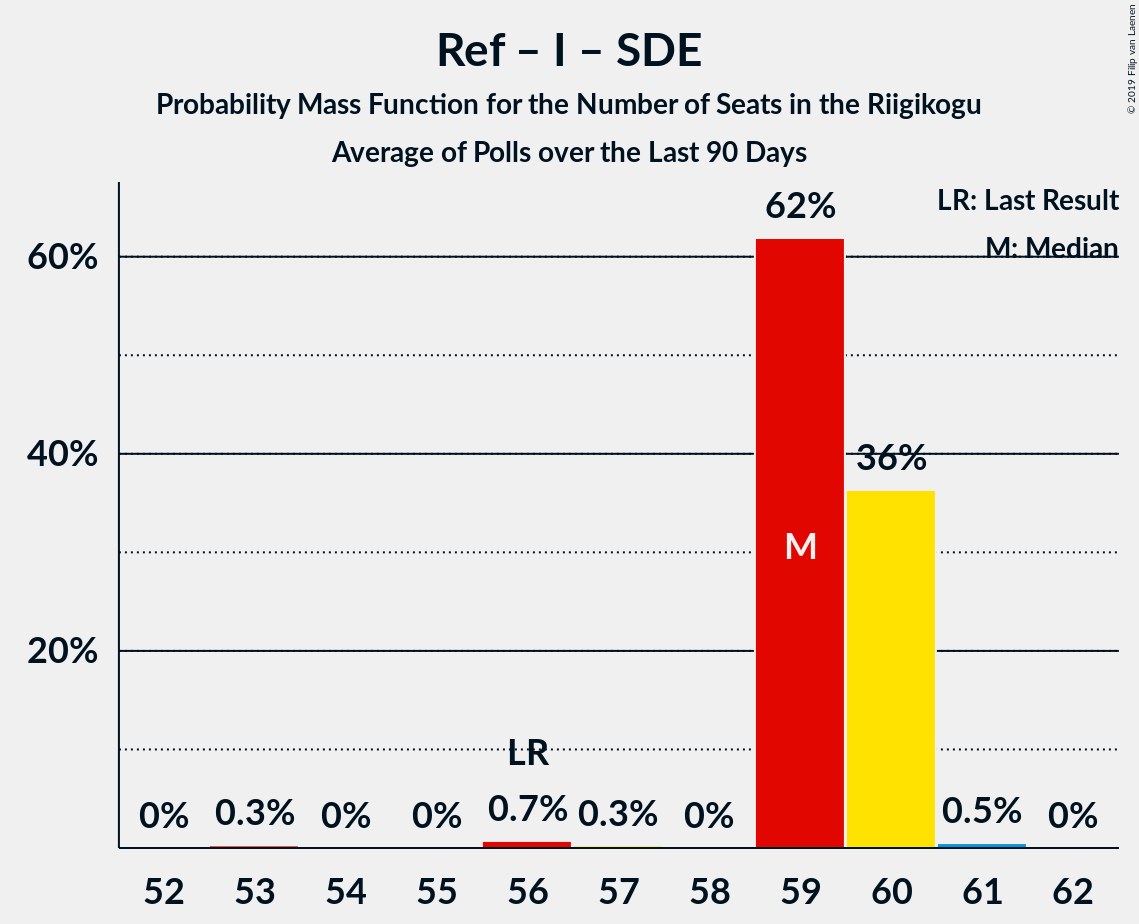 Ref – I – SDE
Probability Mass Function for the Number of Seats in the Riigikogu
Average of Polls over the Last 90 Days
© 2019 Filip van Laenen
LR: Last Result
M: Median
60%
40%
20%
62%
36%
M
LR
0%
0.3%
0%
0%
0.7%
0.3%
0%
0.5%
0%
52 53 54 55 56 57 58 59 60 61 62